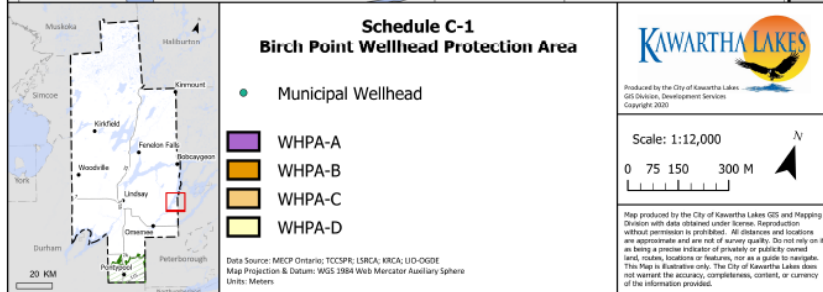 Muskoka
Haliburton
Kinmount
Simcoe
Kirkfield
Fenelon Falls
Bobcaygeon
Woodville
York
Lindsay
Omemee
Durham
Peterborough
Pontypool
20 KM
Schedule C-1
Birch Point Wellhead Protection Area
Municipal Wellhead
WHPA-A
WHPA-B
WHPA-C
WHPA-D
Data Source: MECP Ontario; TCCSPR; LSRCA; KRCA; LIO-OGDE
Map Projection & Datum: WGS 1984 Web Mercator Auxiliary Sphere
Units: Meters
KAWARTHA LAKES
Produced by the City of Kawartha Lakes
GIS Division, Development Services
Copyright 2020
Scale: 1:12,000
N
0 75 150 300 M
Map produced by the City of Kawartha Lakes GIS and Mapping
Division with data obtained under license. Reproduction
without permission is prohibited. All distances and locations
are approximate and are not of survey quality. Do not rely on it
as being a precise indicator of privately or publicity owned
land, routes, locations or features, nor as a guide to navigate.
This Map is illustrative only. The City of Kawartha Lakes does
not warrant the accuracy, completeness, content, or currency
of the information provided.